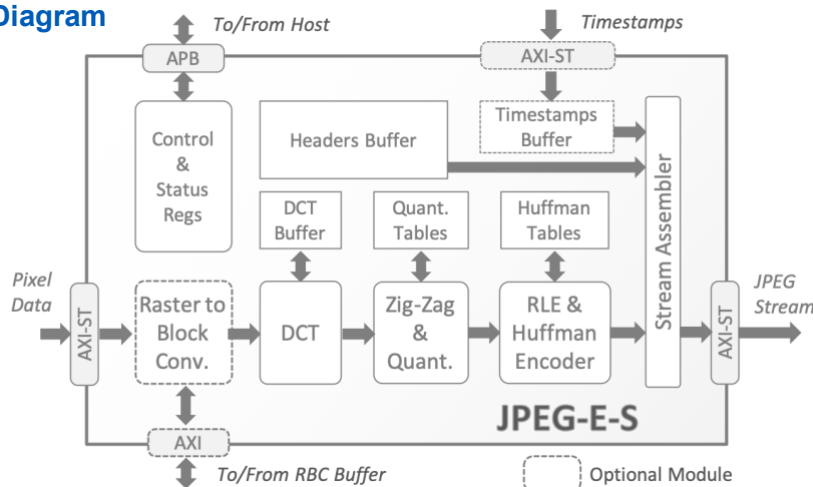 Diagram
To/From Host
Timestamps
APB
AXI-ST
Control
&
Status
Regs
Headers Buffer
Timestamps
Buffer
DCT
Buffer
Quant.
Tables
Huffman
Tables
Stream Assembler
Pixel
Data
AXI-ST
Raster to
Block
Conv.
DCT
Zig-Zag
&
Quant.
RLE &
Huffman
Encoder
AXI-ST
JPEG
Stream
JPEG-E-S
AXI
To/From RBC Buffer
Optional Module